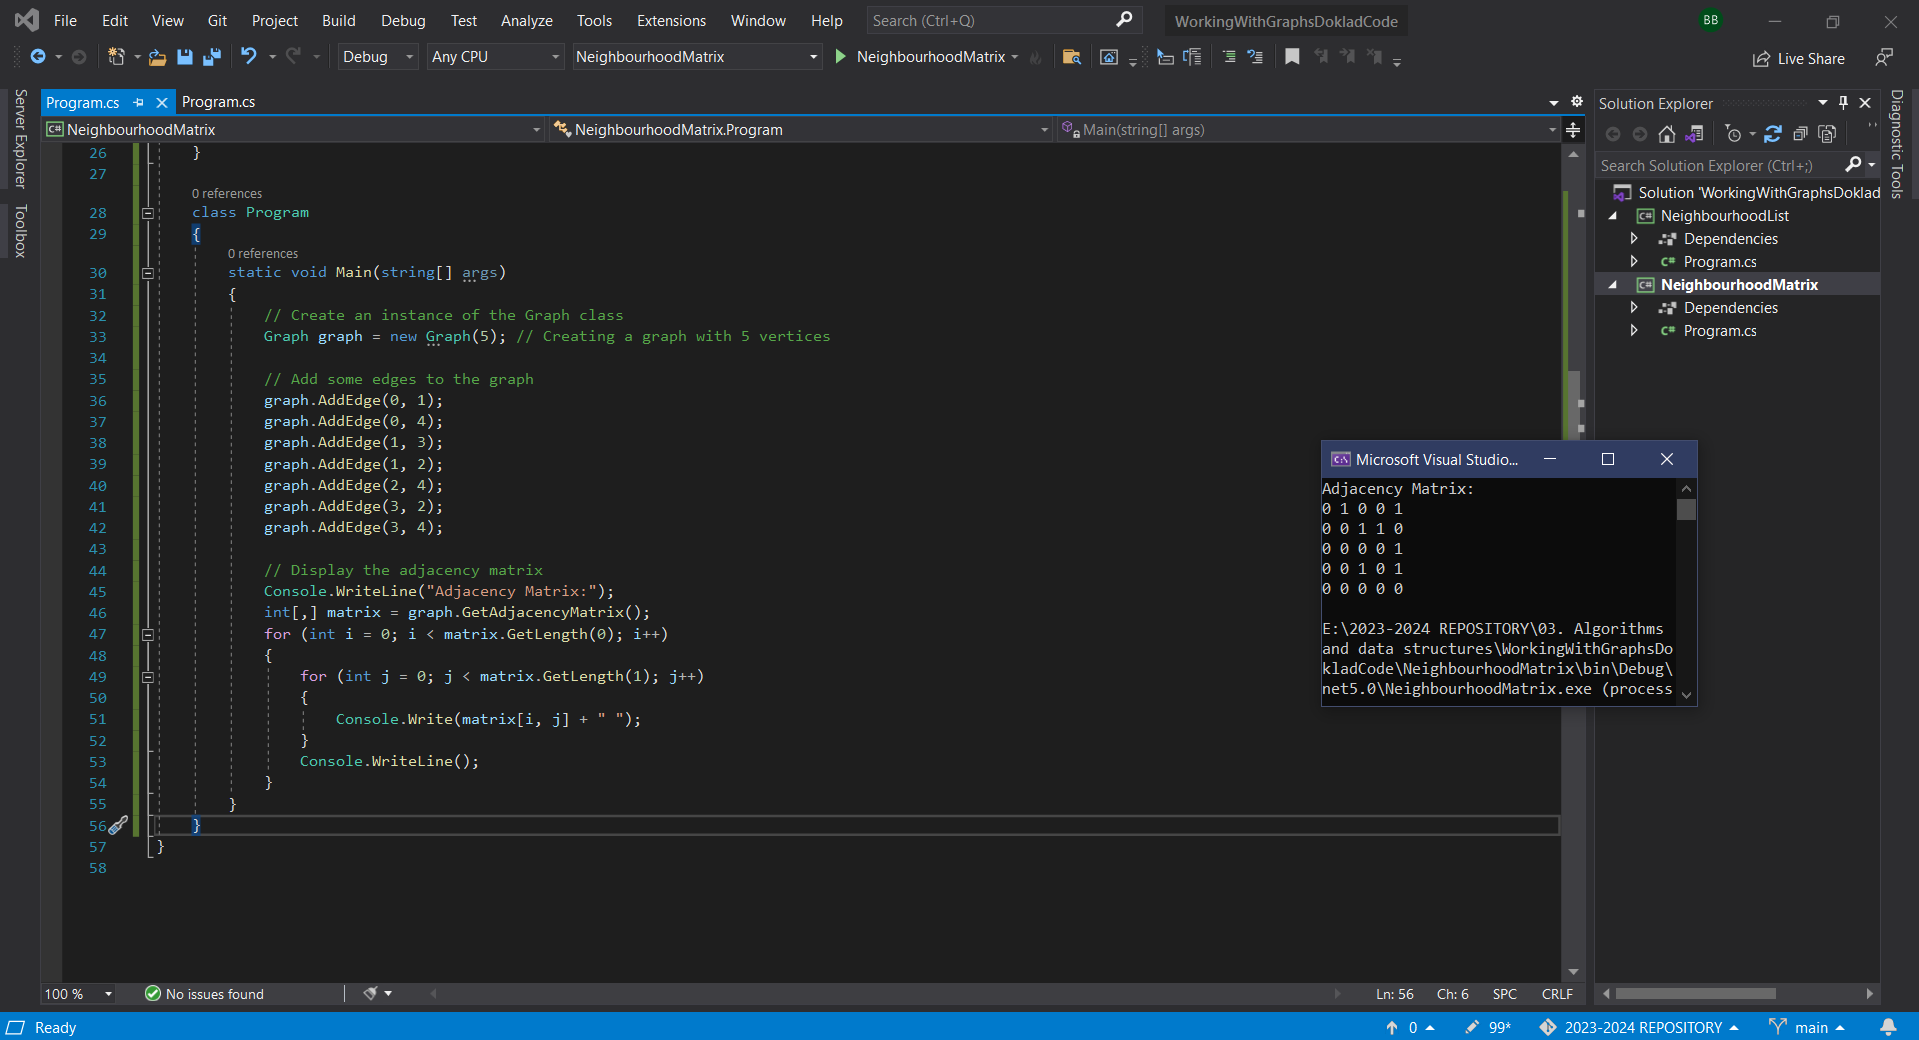 File Edit View Git Project Build Debug Test Analyze Tools Extensions Window Help Search (Ctrl+Q) WorkingWithGraphsDokladCode BB
Debug Any CPU NeighbourhoodMatrix NeighbourhoodMatrix Live Share
Server Explorer
Toolbox
Program.cs Program.cs
NeighbourhoodMatrix NeighbourhoodMatrix.Program Main(string[] args)
26 }
27
0 references
28 class Program
29 {
0 references
30 static void Main(string[] args)
31 {
32 // Create an instance of the Graph class
33 Graph graph = new Graph(5); // Creating a graph with 5 vertices
34
35 // Add some edges to the graph
36 graph.AddEdge(0, 1);
37 graph.AddEdge(0, 4);
38 graph.AddEdge(1, 3);
39 graph.AddEdge(1, 2);
40 graph.AddEdge(2, 4);
41 graph.AddEdge(3, 2);
42 graph.AddEdge(3, 4);
43
44 // Display the adjacency matrix
45 Console.WriteLine("Adjacency Matrix:");
46 int[,] matrix = graph.GetAdjacencyMatrix();
47 for (int i = 0; i < matrix.GetLength(0); i++)
48 {
49 for (int j = 0; j < matrix.GetLength(1); j++)
50 {
51 Console.Write(matrix[i, j] + " ");
52 }
53 Console.WriteLine();
54 }
55 }
56 }
57 }
58
Microsoft Visual Studio...
Adjacency Matrix:
0 1 0 0 1
0 0 1 1 0
0 0 0 0 1
0 0 1 0 1
0 0 0 0 0
E:\2023-2024 REPOSITORY\03. Algorithms
and data structures\WorkingWithGraphsDo
kladCode\NeighbourhoodMatrix\bin\Debug\
net5.0\NeighbourhoodMatrix.exe (process
Solution Explorer
Search Solution Explorer (Ctrl+;)
Solution 'WorkingWithGraphsDoklad
NeighbourhoodList
Dependencies
C# Program.cs
NeighbourhoodMatrix
Dependencies
C# Program.cs
Diagnostic Tools
100 % No issues found Ln: 56 Ch: 6 SPC CRLF
Ready 0 99* 2023-2024 REPOSITORY main